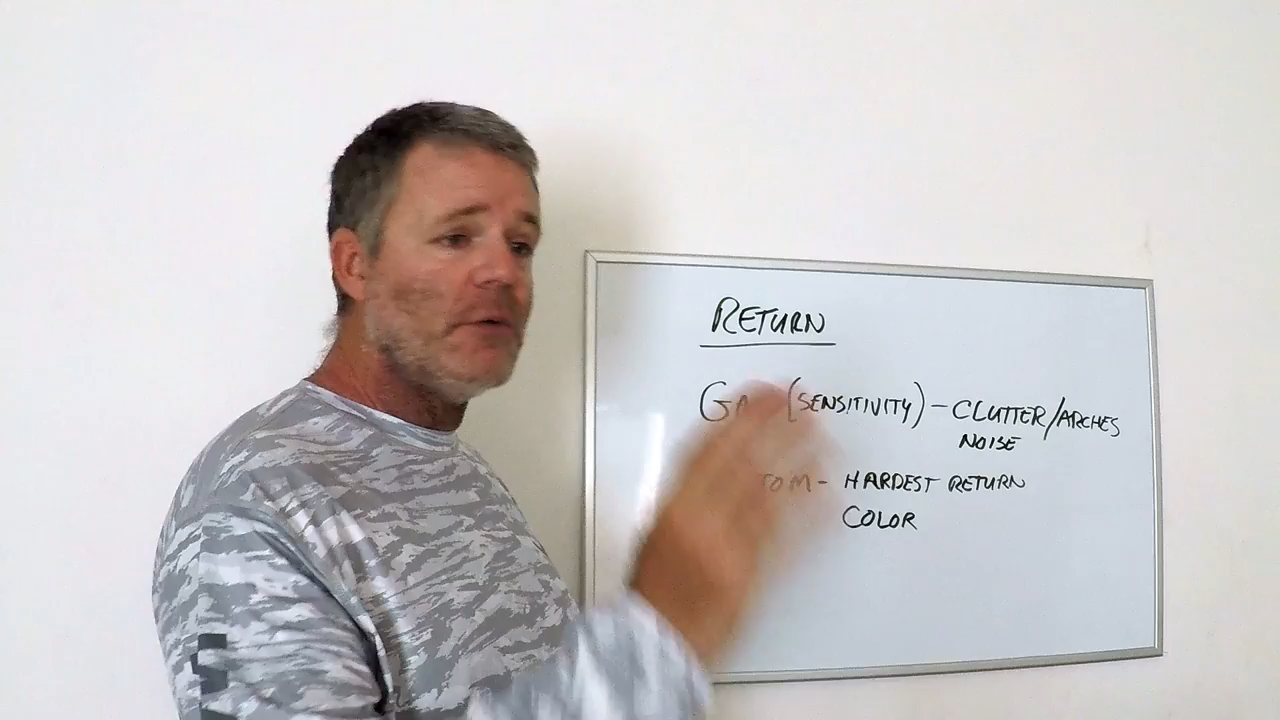 RETURN
(SENSITIVITY) - CLUTTER/ARCHES
NOISE
- HARDEST RETURN
COLOR